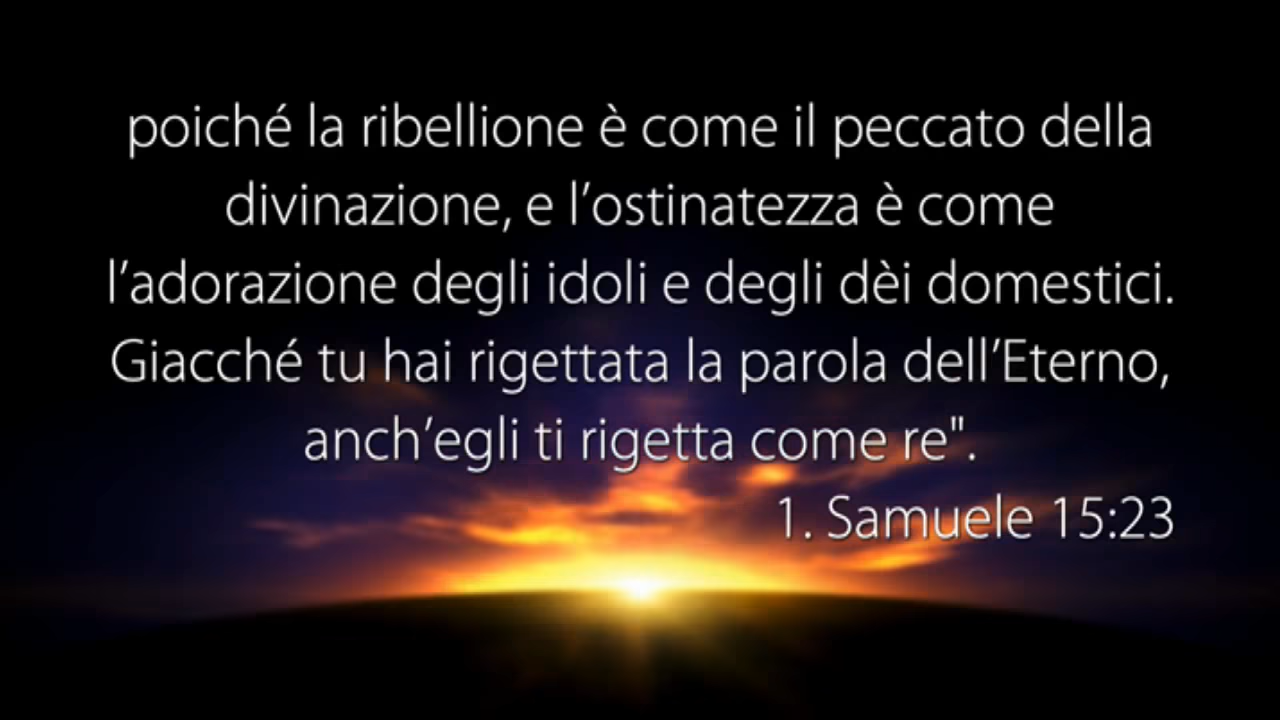 poiché la ribellione è come il peccato della
divinazione, e l’ostinatezza è come
l’adorazione degli idoli e degli dèi domestici.
Giacché tu hai rigettata la parola dell’Eterno,
anch’egli ti rigetta come re".
1. Samuele 15:23